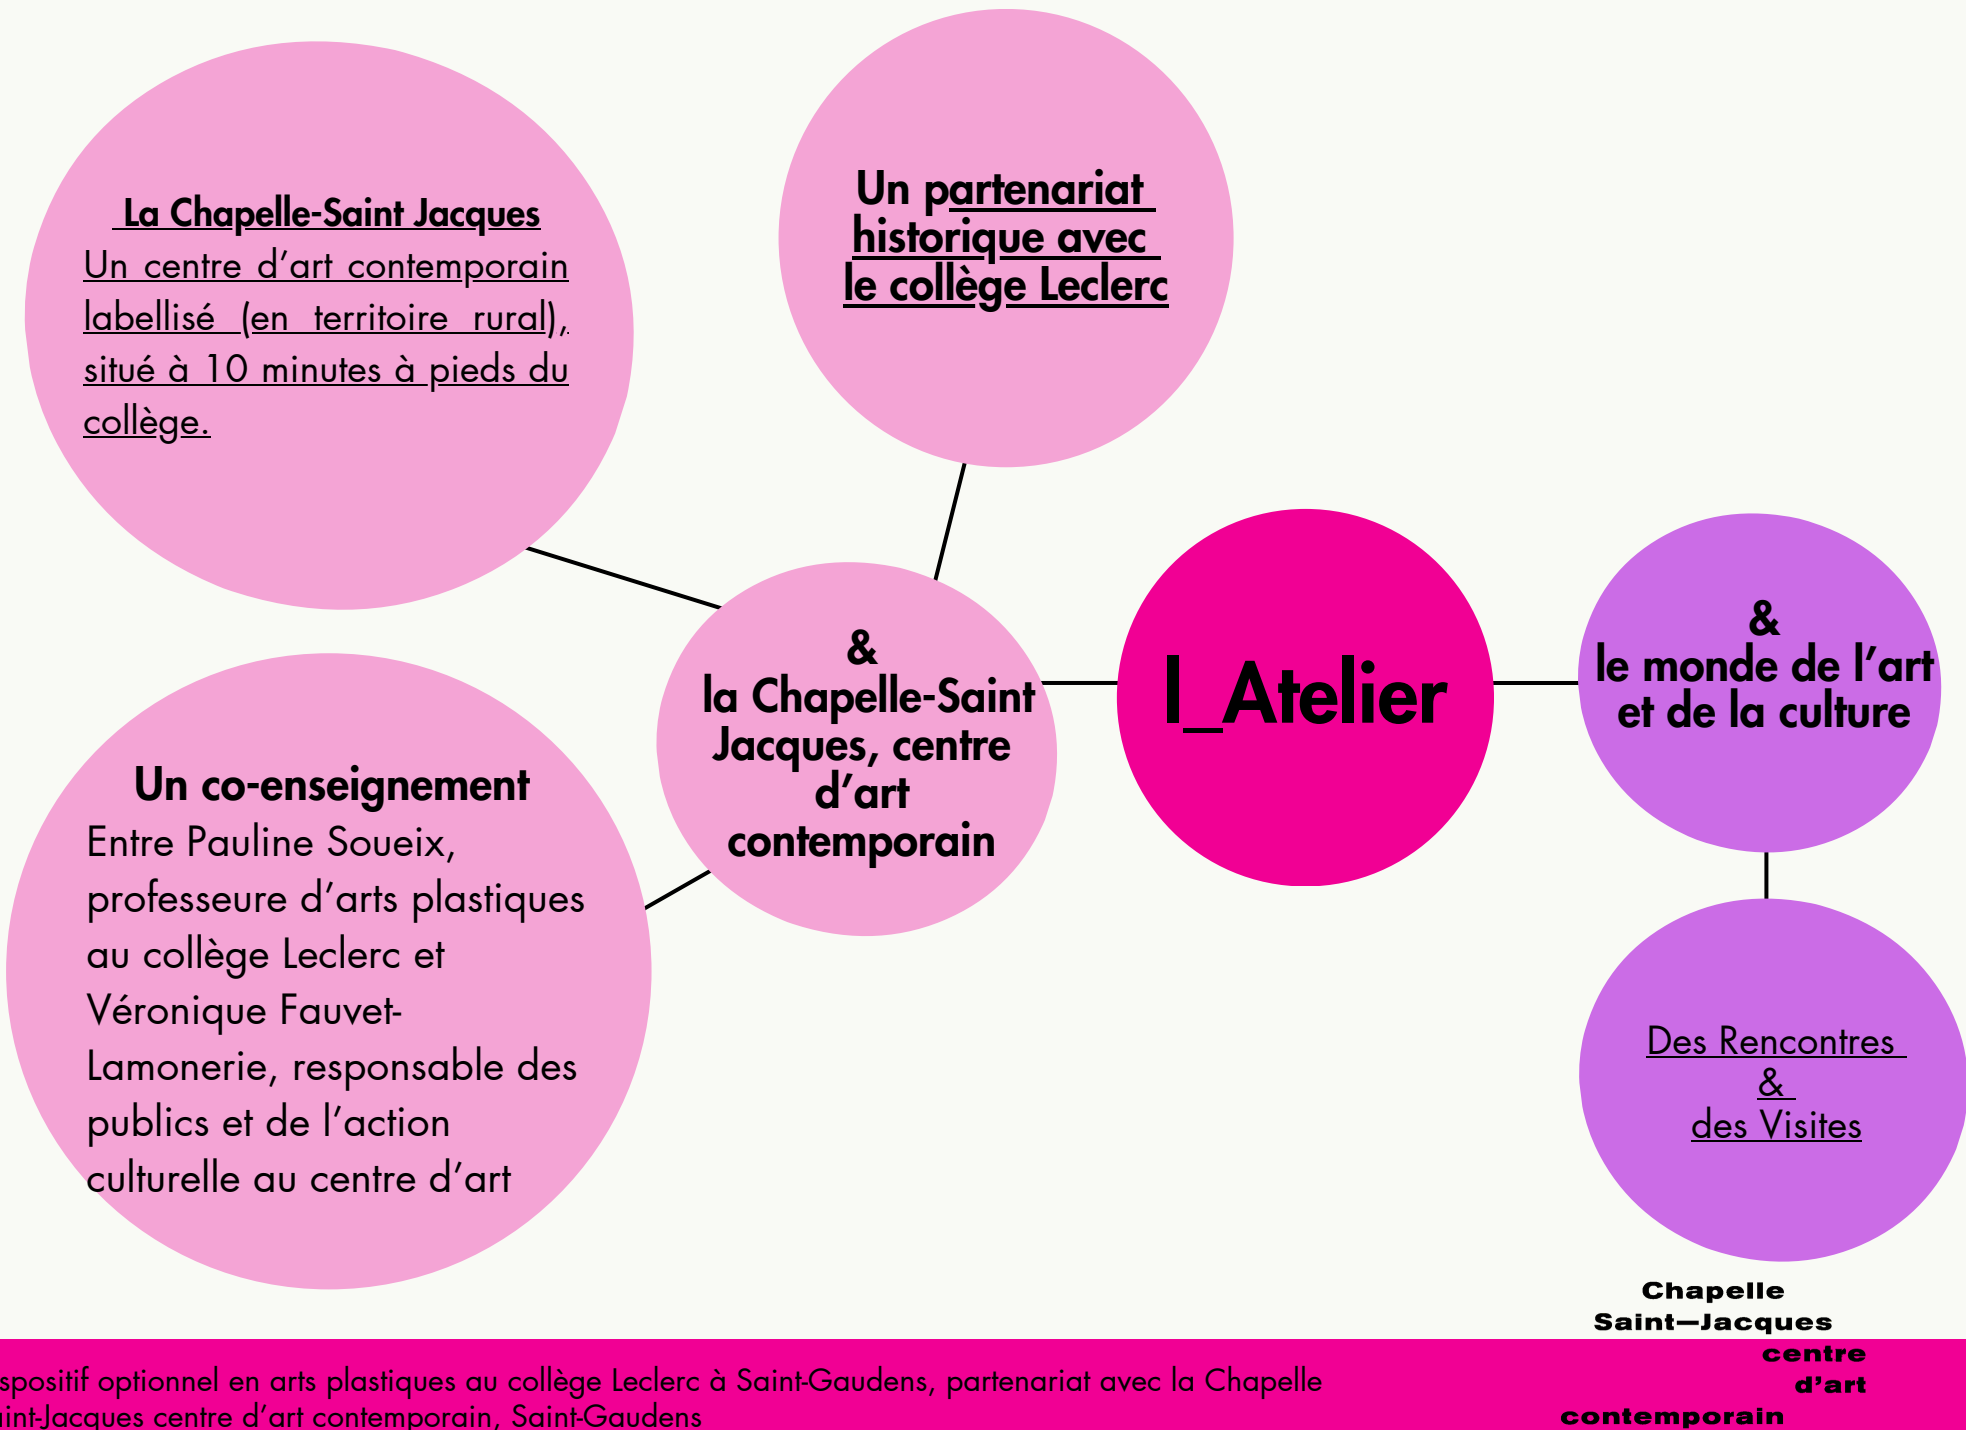 La Chapelle-Saint Jacques
Un centre d’art contemporain
labellisé (en territoire rural),
situé à 10 minutes à pieds du
collège.
Un partenariat
historique avec
le collège Leclerc
&
la Chapelle-Saint
Jacques, centre
d’art
contemporain
l_Atelier
&
le monde de l’art
et de la culture
Un co-enseignement
Entre Pauline Soueix,
professeure d’arts plastiques
au collège Leclerc et
Véronique Fauvet-
Lamonerie, responsable des
publics et de l’action
culturelle au centre d’art
Des Rencontres
&
des Visites
Chapelle
Saint—Jacques
centre
d’art
contemporain
spositif optionnel en arts plastiques au collège Leclerc à Saint-Gaudens, partenariat avec la Chapelle
int-Jacques centre d’art contemporain, Saint-Gaudens